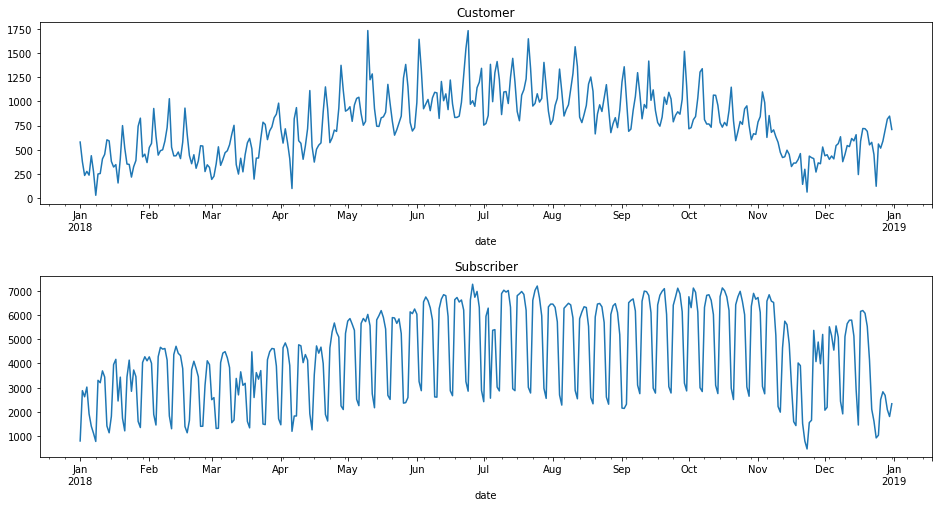 Customer
1750
1500
1250
1000
750
500
250
0
Jan Feb Mar Apr May Jun Jul Aug Sep Oct Nov Dec Jan
2018 2019
date
Subscriber
7000
6000
5000
4000
3000
2000
1000
Jan Feb Mar Apr May Jun Jul Aug Sep Oct Nov Dec Jan
2018 2019
date